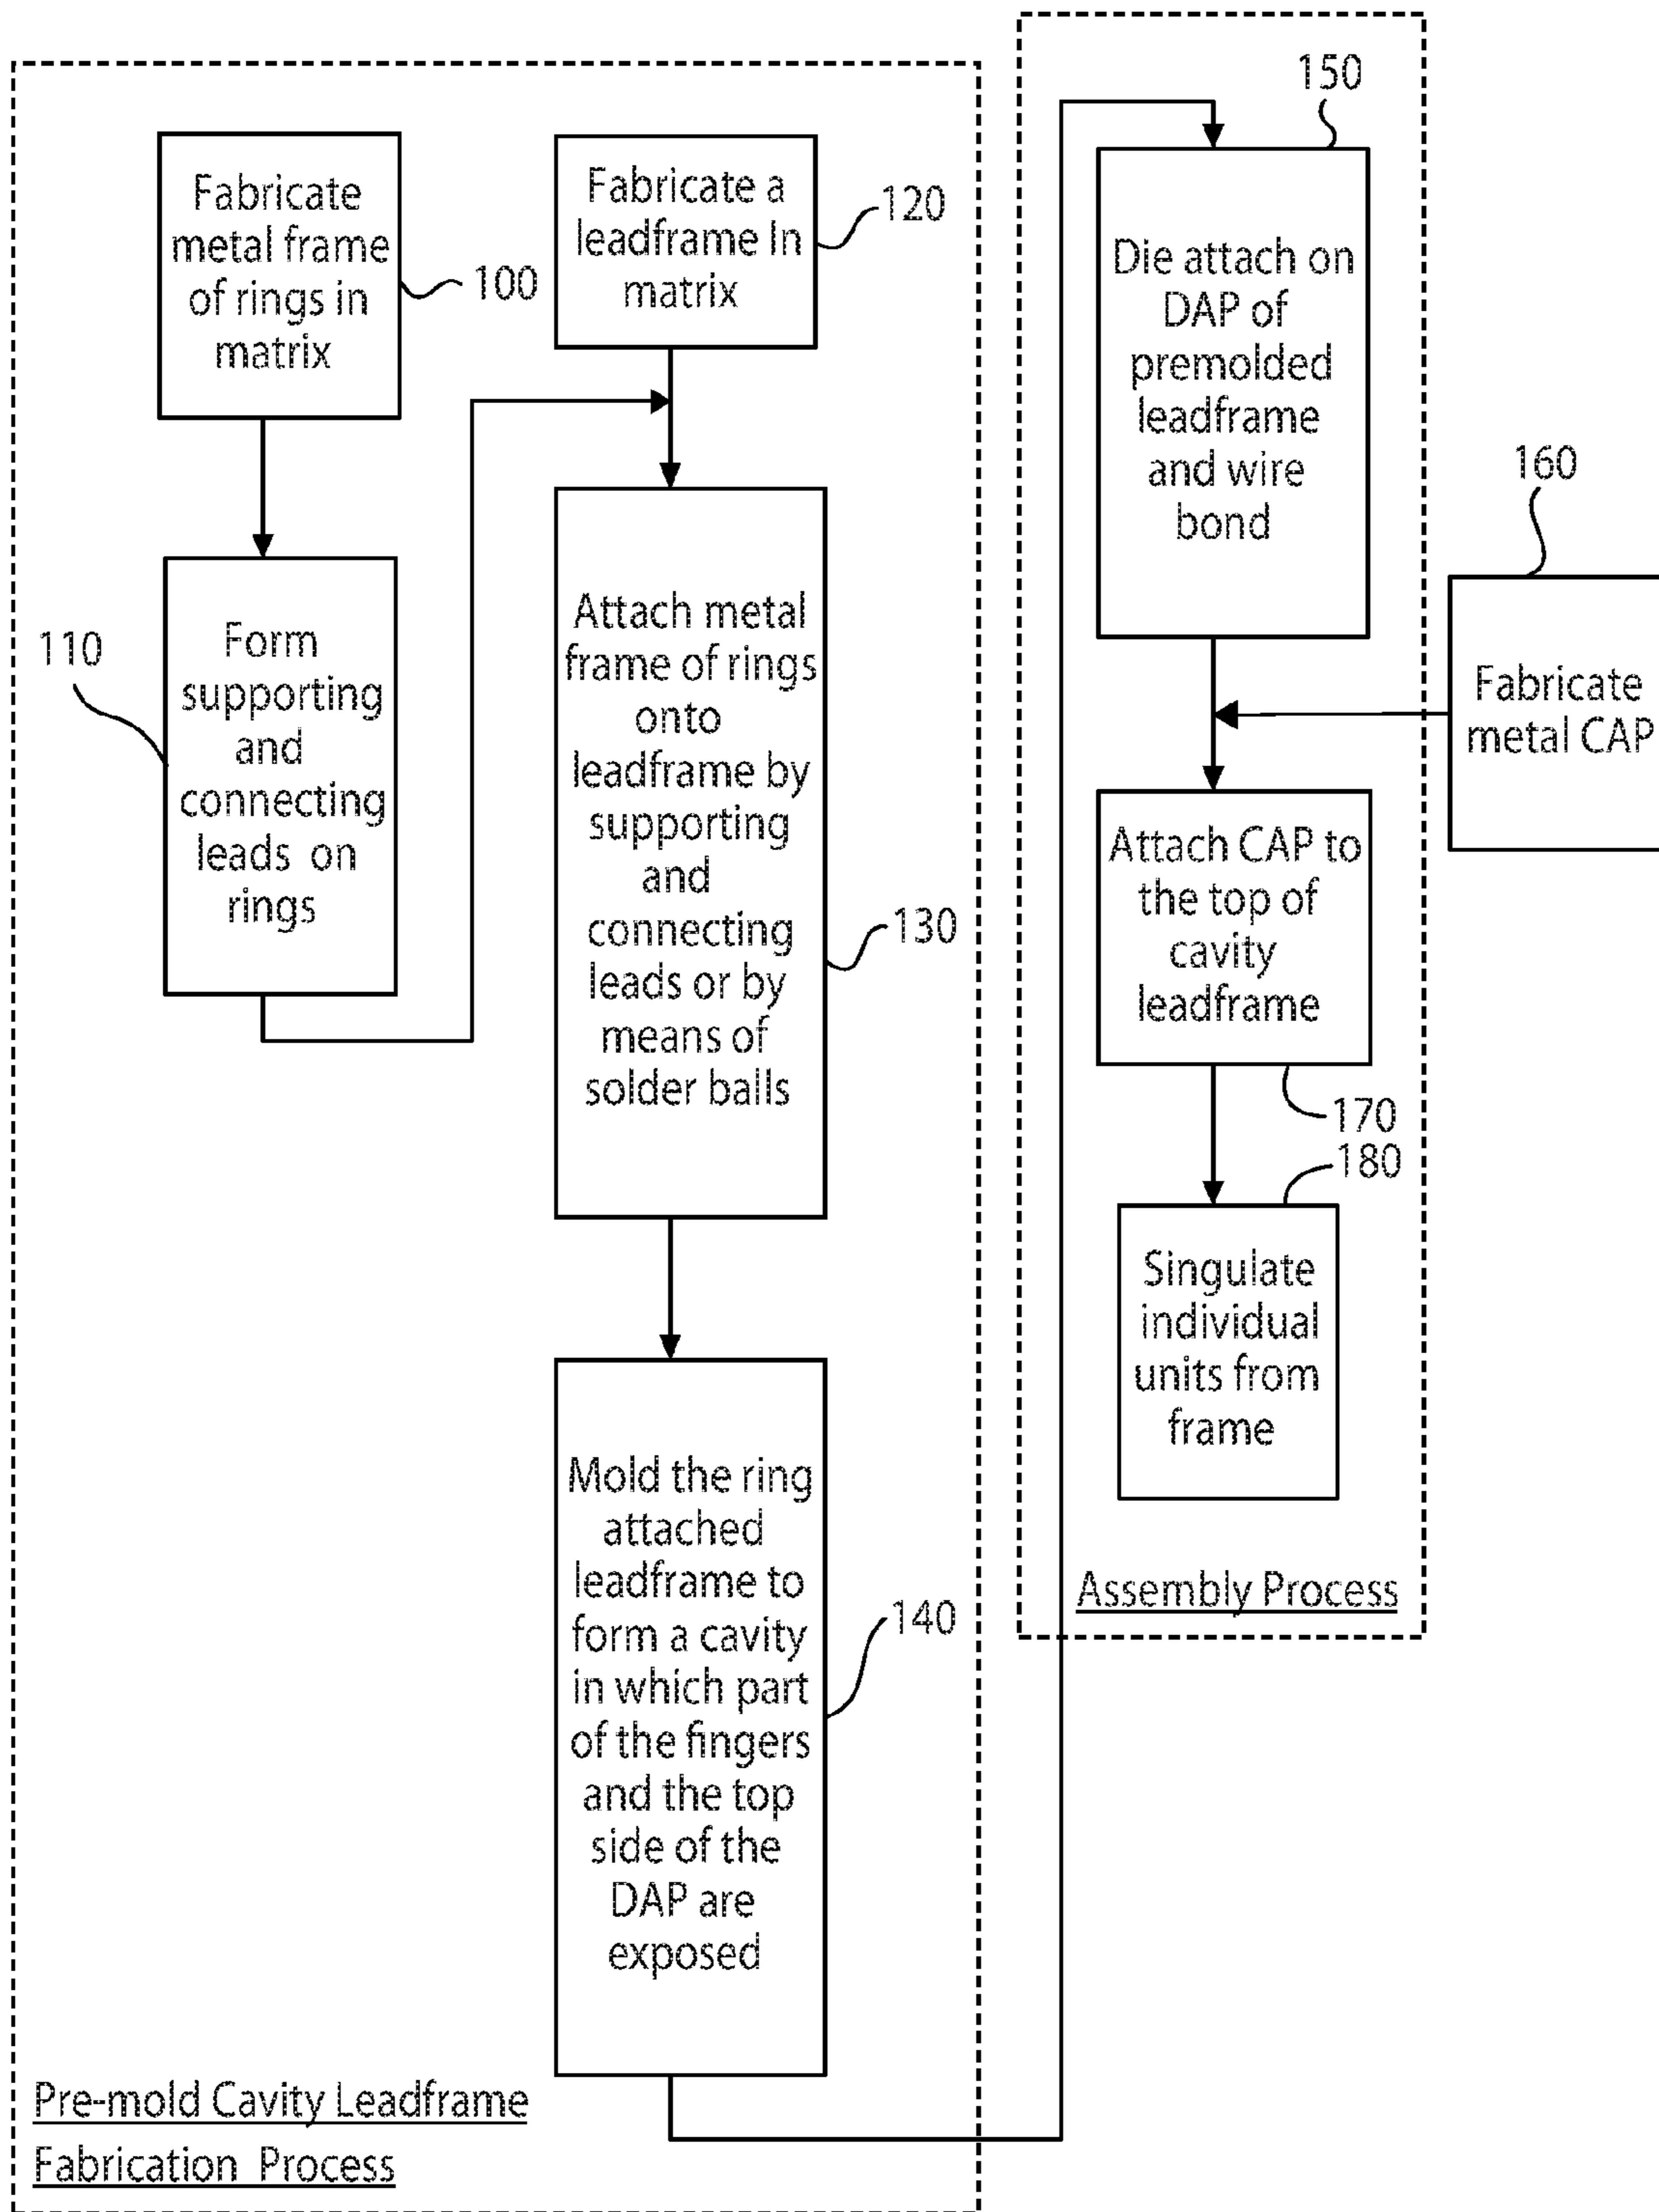 Fabricate
metal frame
of rings in
matrix
100
Form
supporting
and
connecting
leads on
rings
110
Fabricate a
leadframe In
matrix
120
Attach metal
frame of rings
onto
leadframe by
supporting
and
connecting
leads or by
means of
solder balls
130
Mold the ring
attached
leadframe to
form a cavity
in which part
of the fingers
and the top
side of the
DAP are
exposed
140
Pre-mold Cavity Leadframe
Fabrication Process
150
Die attach on
DAP of
premolded
leadframe
and wire
bond
160
Fabricate
metal CAP
Attach CAP to
the top of
cavity
leadframe
170
180
Singulate
individual
units from
frame
Assembly Process